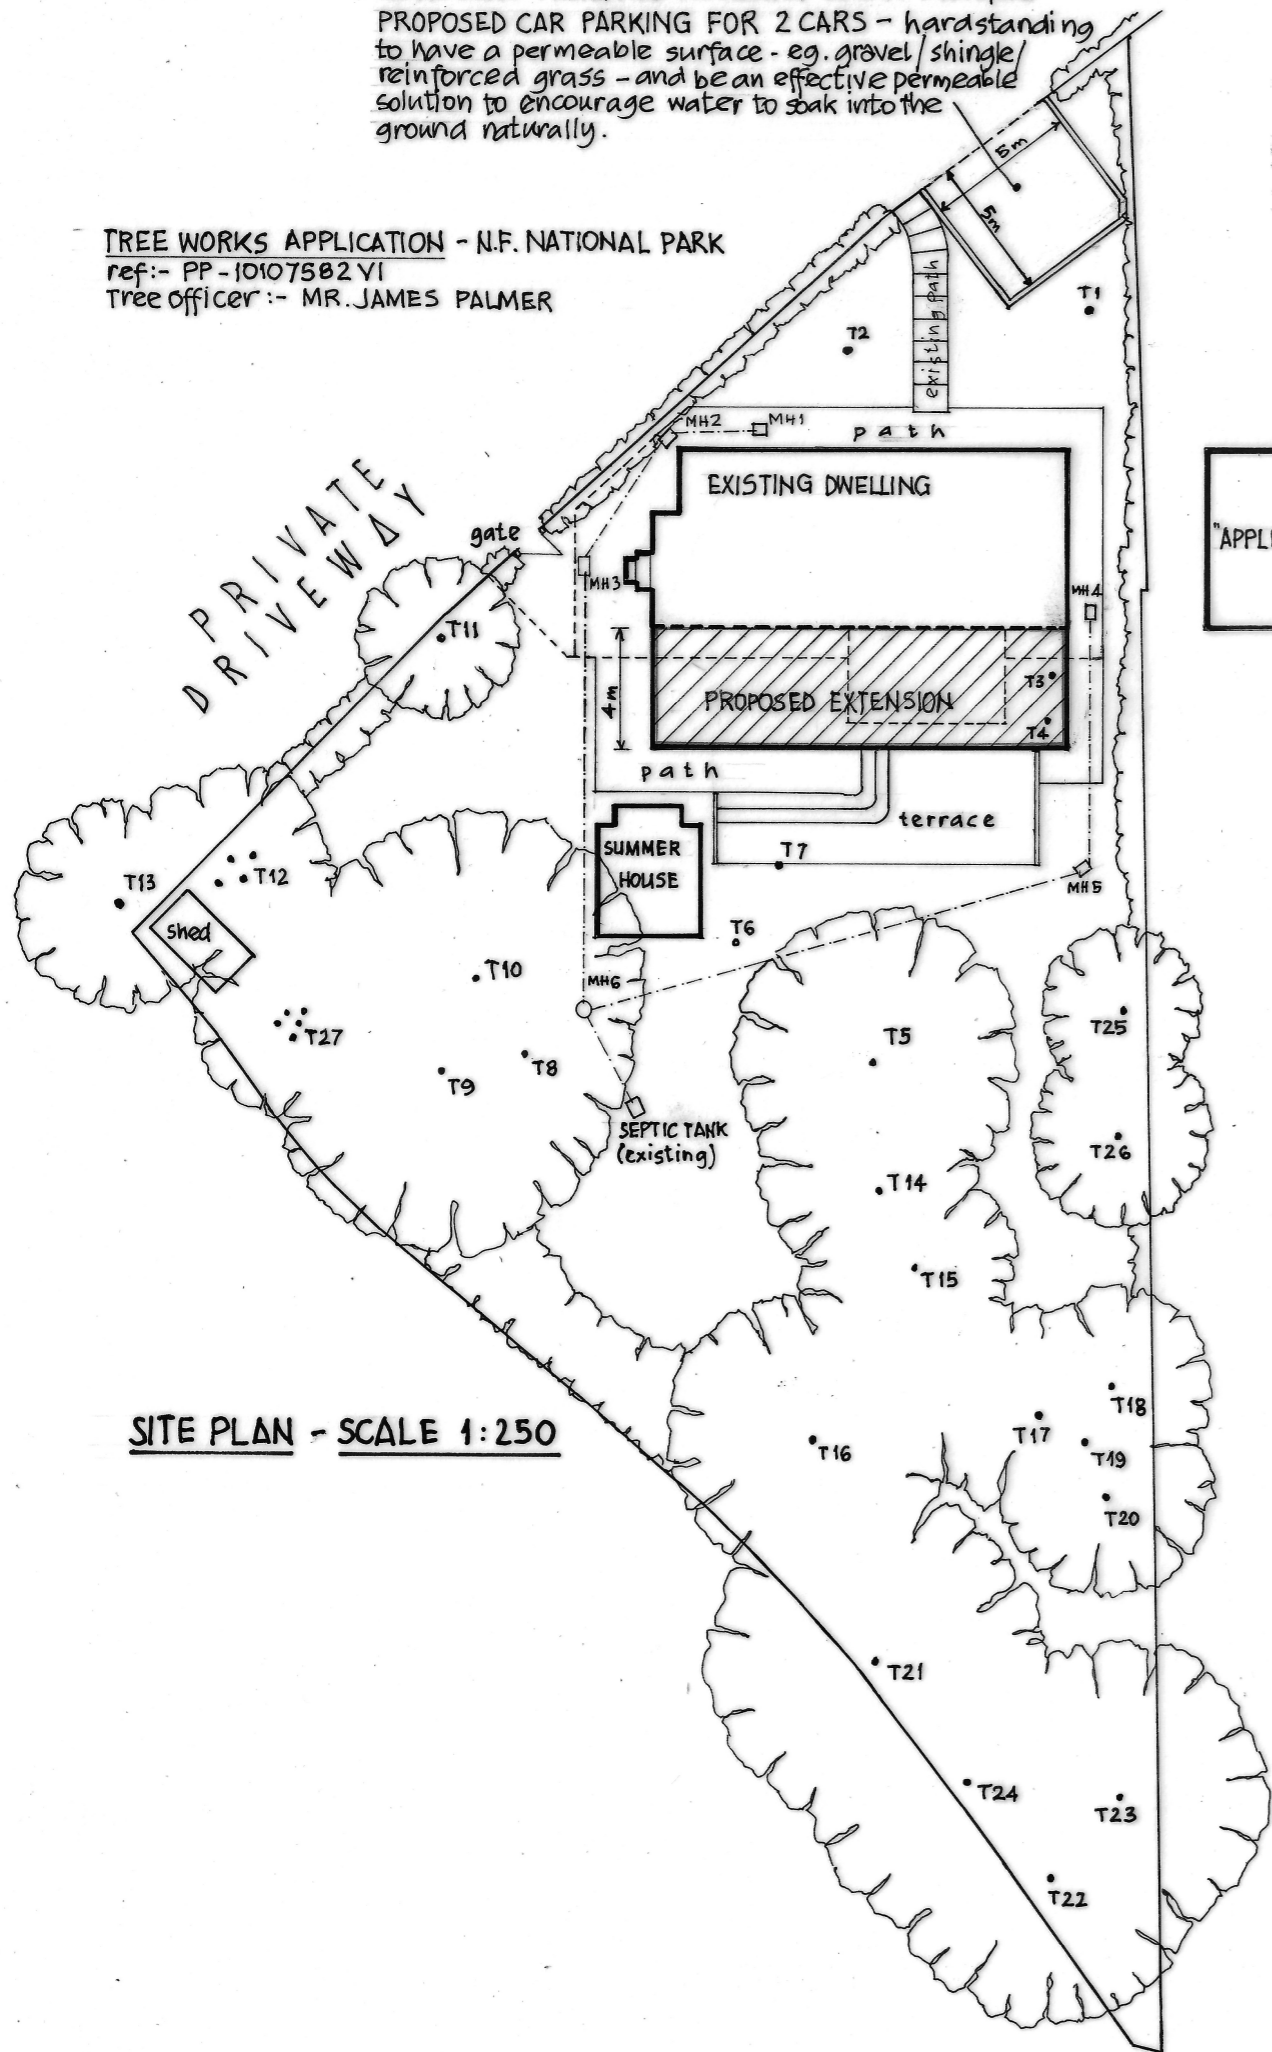 PROPOSED CAR PARKING FOR 2 CARS - hardstanding
to have a permeable surface - eg. gravel/shingle/
reinforced grass - and be an effective permeable
solution to encourage water to soak into the
ground naturally.
5m
5m
TREE WORKS APPLICATION - N.F. NATIONAL PARK
ref:- PP-10107582 V1
Tree officer :- MR. JAMES PALMER
T1
T2
existing path
MH2
MH1
path
EXISTING DWELLING
PRIVATE
DRIVEWAY
gate
MH3
MH4
"APPL
T11
4m
PROPOSED EXTENSION
T3
T4
path
terrace
SUMMER
HOUSE
T7
MH5
T13
T12
shed
T6
T10
MH6
T27
T9
T8
T5
T25
SEPTIC TANK
(existing)
T26
T14
T15
SITE PLAN - SCALE 1:250
T16
T17
T18
T19
T20
T21
T24
T23
T22